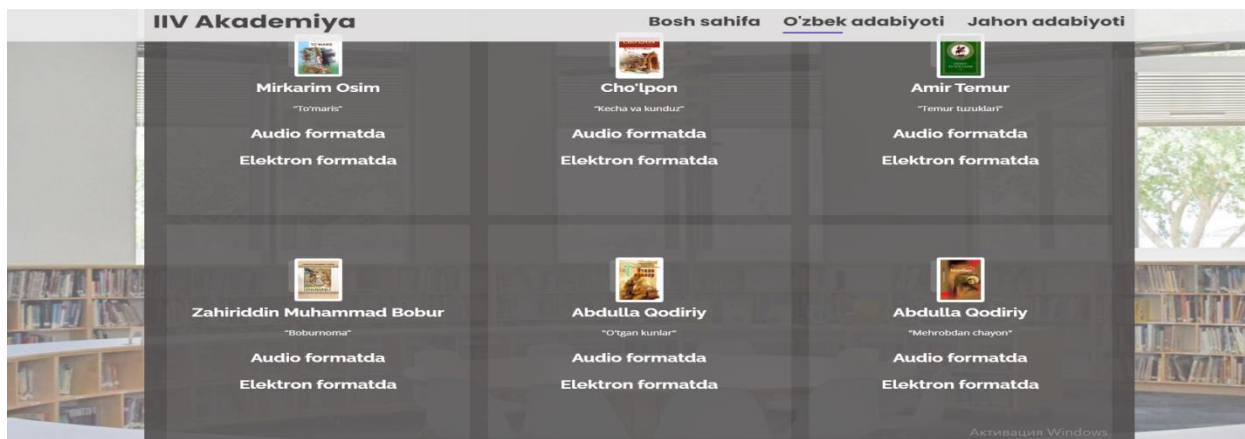 IIV Akademiya
Bosh sahifa O'zbek adabiyoti Jahon adabiyoti
Mirkarim Osim Cho'lpon Amir Temur
"To'maris" "Kecha va kunduz" "Temur tuzuklari"
Audio formatda Audio formatda Audio formatda
Elektron formatda Elektron formatda Elektron formatda
Zahiriddin Muhammad Bobur Abdulla Qodiriy Abdulla Qodiriy
"Boburnoma" "O'tgan kunlar" "Mehrobdan chayon"
Audio formatda Audio formatda Audio formatda
Elektron formatda Elektron formatda Elektron formatda
Активация Windows